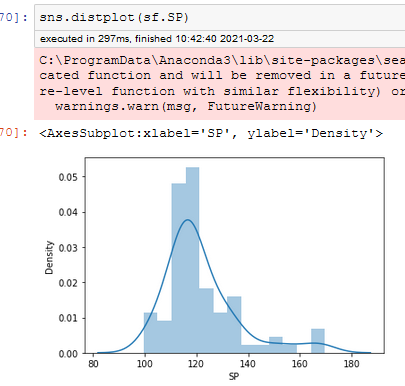 70]: sns.distplot(sf.SP)
executed in 297ms, finished 10:42:40 2021-03-22
C:\ProgramData\Anaconda3\lib\site-packages\sea
cated function and will be removed in a future
re-level function with similar flexibility) or
warnings.warn(msg, FutureWarning)
70]: <AxesSubplot:xlabel='SP', ylabel='Density'>
0.05
0.04
0.03
0.02
0.01
0.00
Density
80 100 120 140 160 180
SP